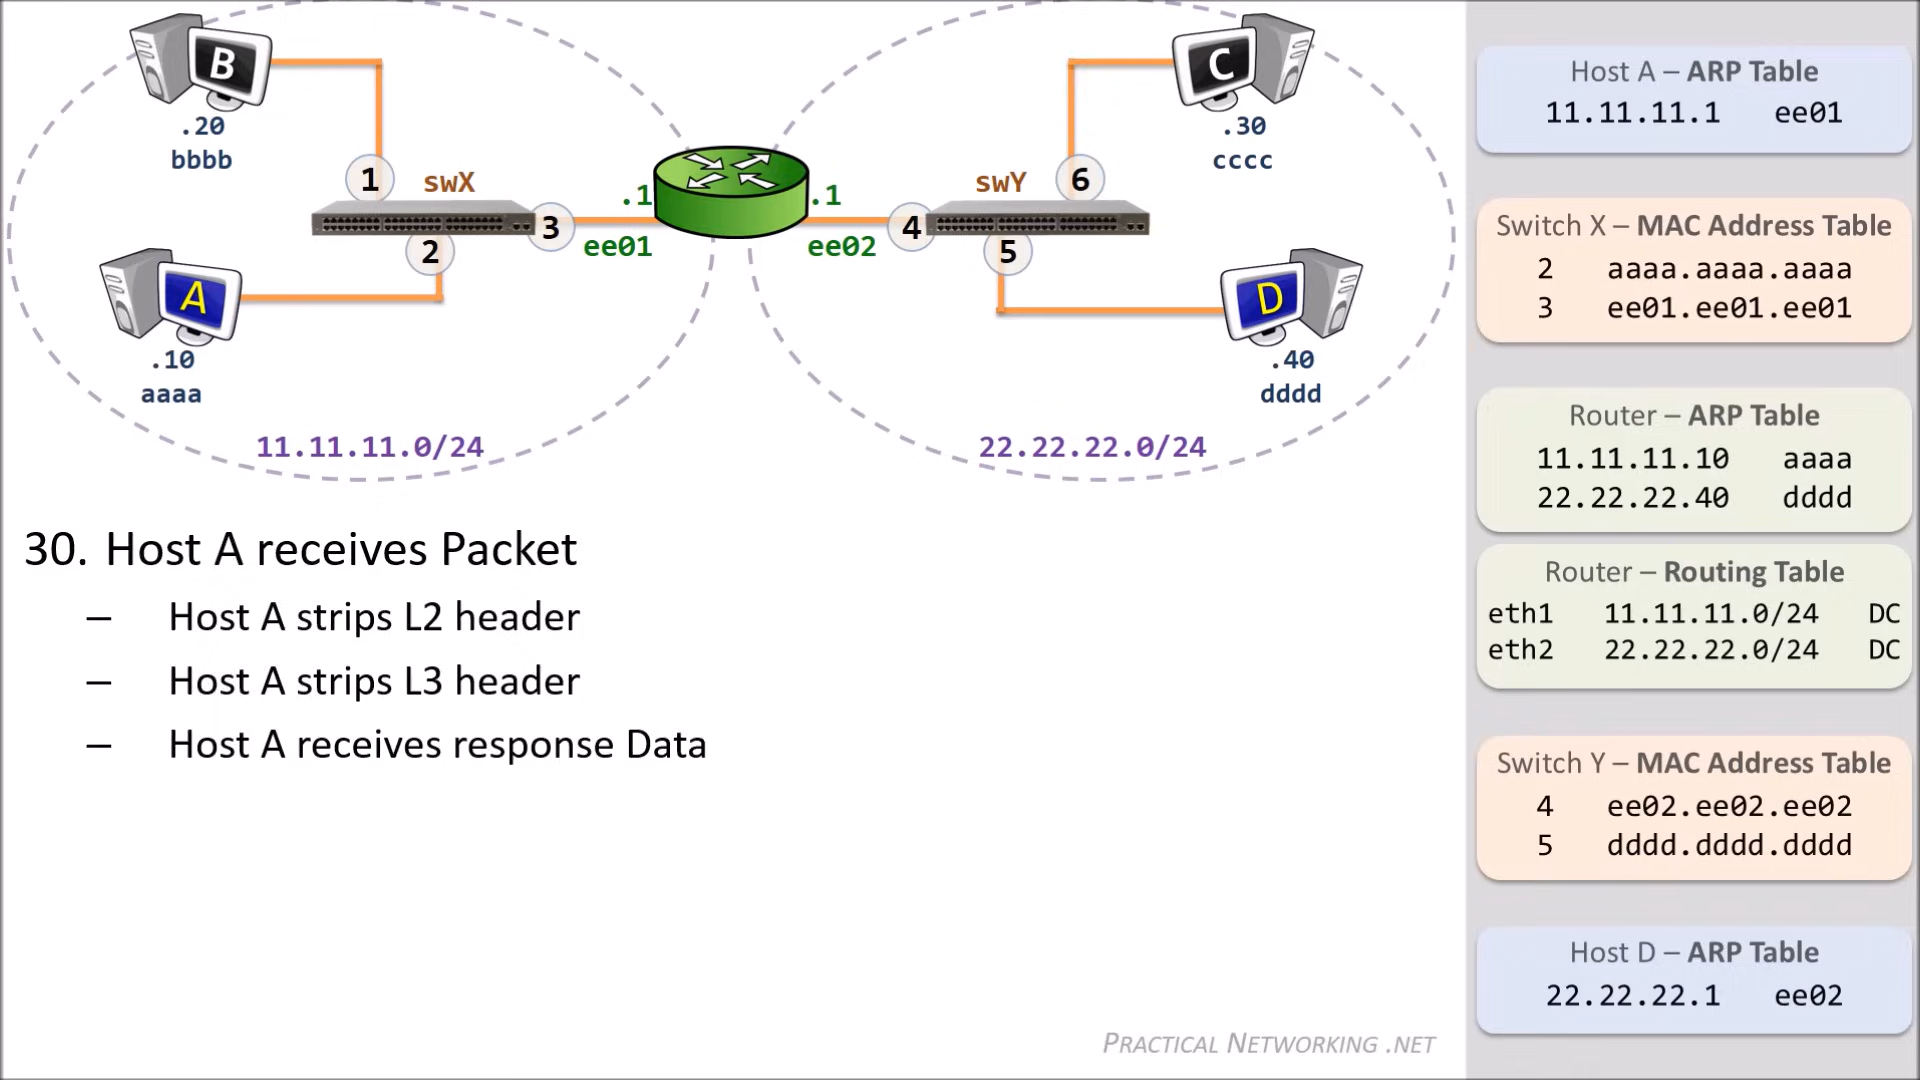 B
.20
bbbb
1
swX
2
3
.1
ee01
A
.10
aaaa
11.11.11.0/24
.1
ee02
4
swY
6
5
C
.30
cccc
D
.40
dddd
22.22.22.0/24
30. Host A receives Packet
– Host A strips L2 header
– Host A strips L3 header
– Host A receives response Data
PRACTICAL NETWORKING .NET
Host A – ARP Table
11.11.11.1 ee01
Switch X – MAC Address Table
2 aaaa.aaaa.aaaa
3 ee01.ee01.ee01
Router – ARP Table
11.11.11.10 aaaa
22.22.22.40 dddd
Router – Routing Table
eth1 11.11.11.0/24 DC
eth2 22.22.22.0/24 DC
Switch Y – MAC Address Table
4 ee02.ee02.ee02
5 dddd.dddd.dddd
Host D – ARP Table
22.22.22.1 ee02